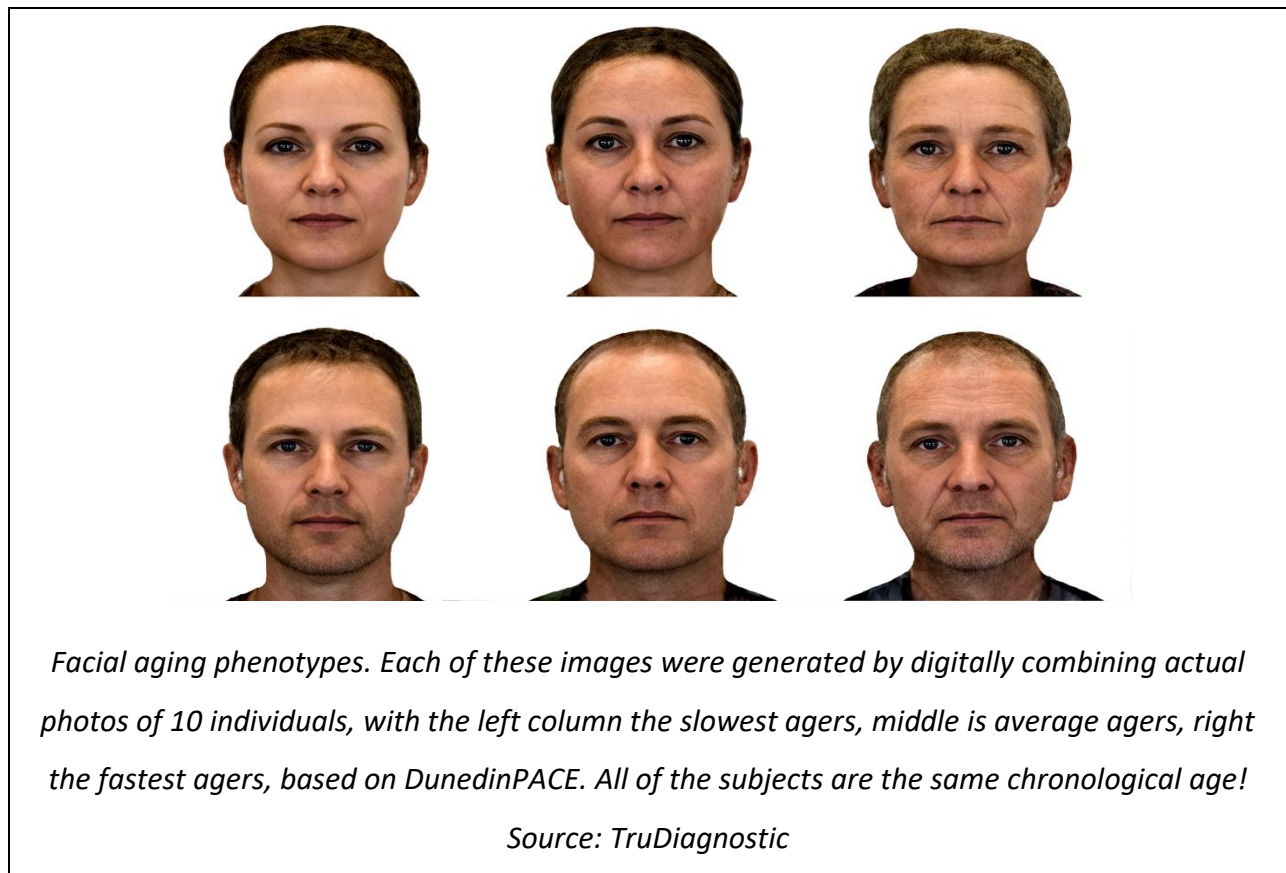 Facial aging phenotypes. Each of these images were generated by digitally combining actual
photos of 10 individuals, with the left column the slowest agers, middle is average agers, right
the fastest agers, based on DunedinPACE. All of the subjects are the same chronological age!
Source: TruDiagnostic